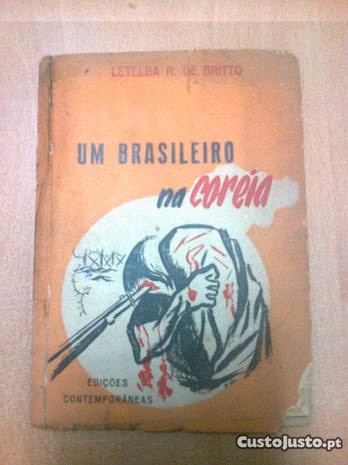 LETELBA R. DE BRITTO
UM BRASILEIRO
na coreia
EDIÇÕES
CONTEMPORÂNEAS
CustoJusto.pt